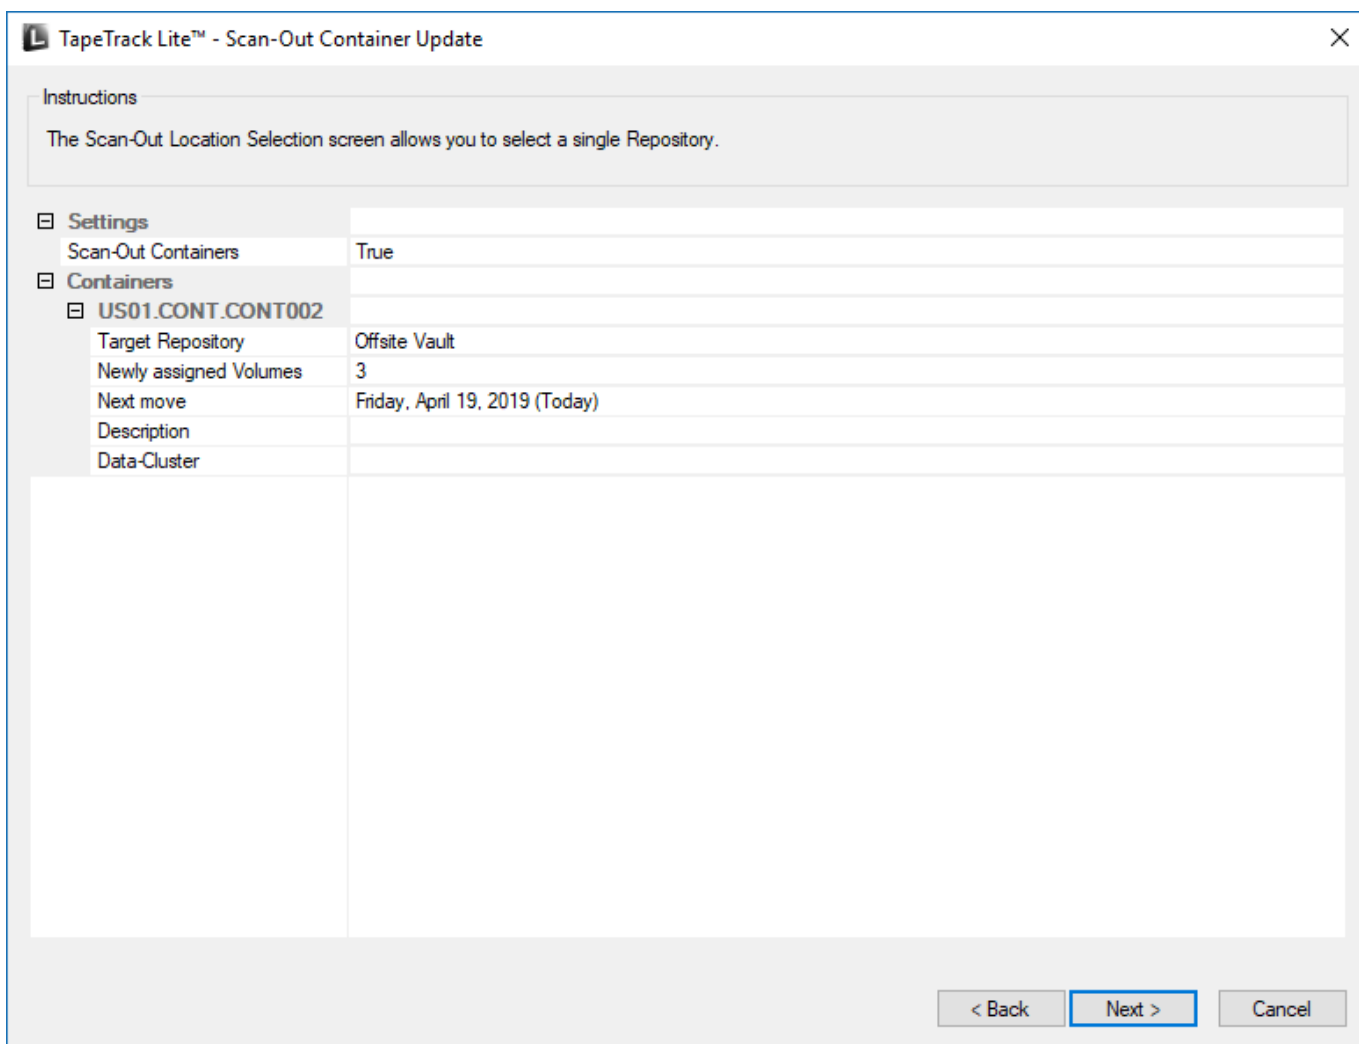 TapeTrack Lite™ - Scan-Out Container Update
Instructions
The Scan-Out Location Selection screen allows you to select a single Repository.
Settings
Scan-Out Containers True
Containers
US01.CONT.CONT002
Target Repository Offsite Vault
Newly assigned Volumes 3
Next move Friday, April 19, 2019 (Today)
Description
Data-Cluster
< Back Next > Cancel